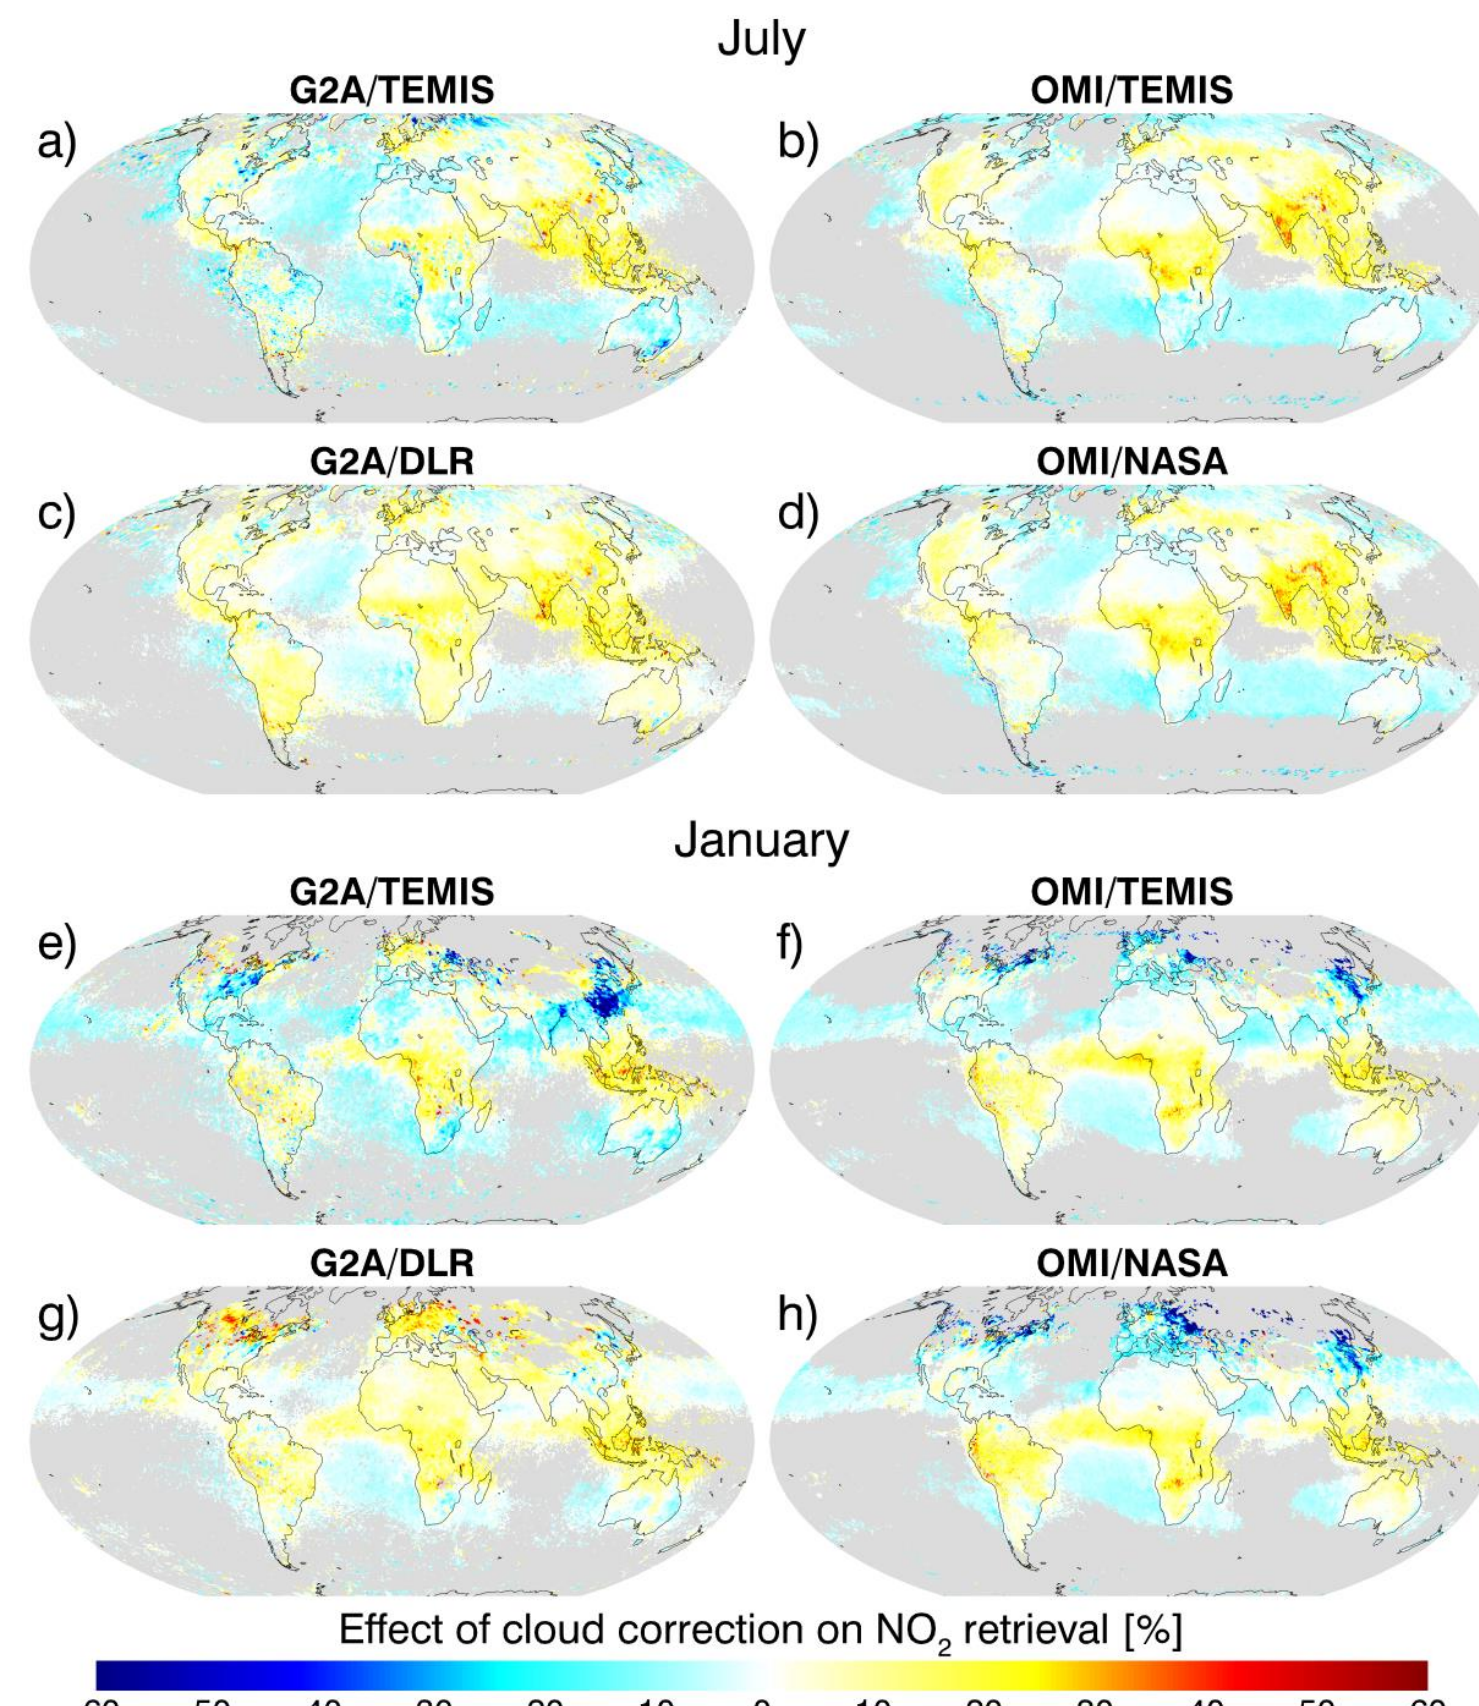 July
G2A/TEMIS OMI/TEMIS
a) b)
G2A/DLR OMI/NASA
c) d)
January
G2A/TEMIS OMI/TEMIS
e) f)
G2A/DLR OMI/NASA
g) h)
Effect of cloud correction on NO2 retrieval [%]